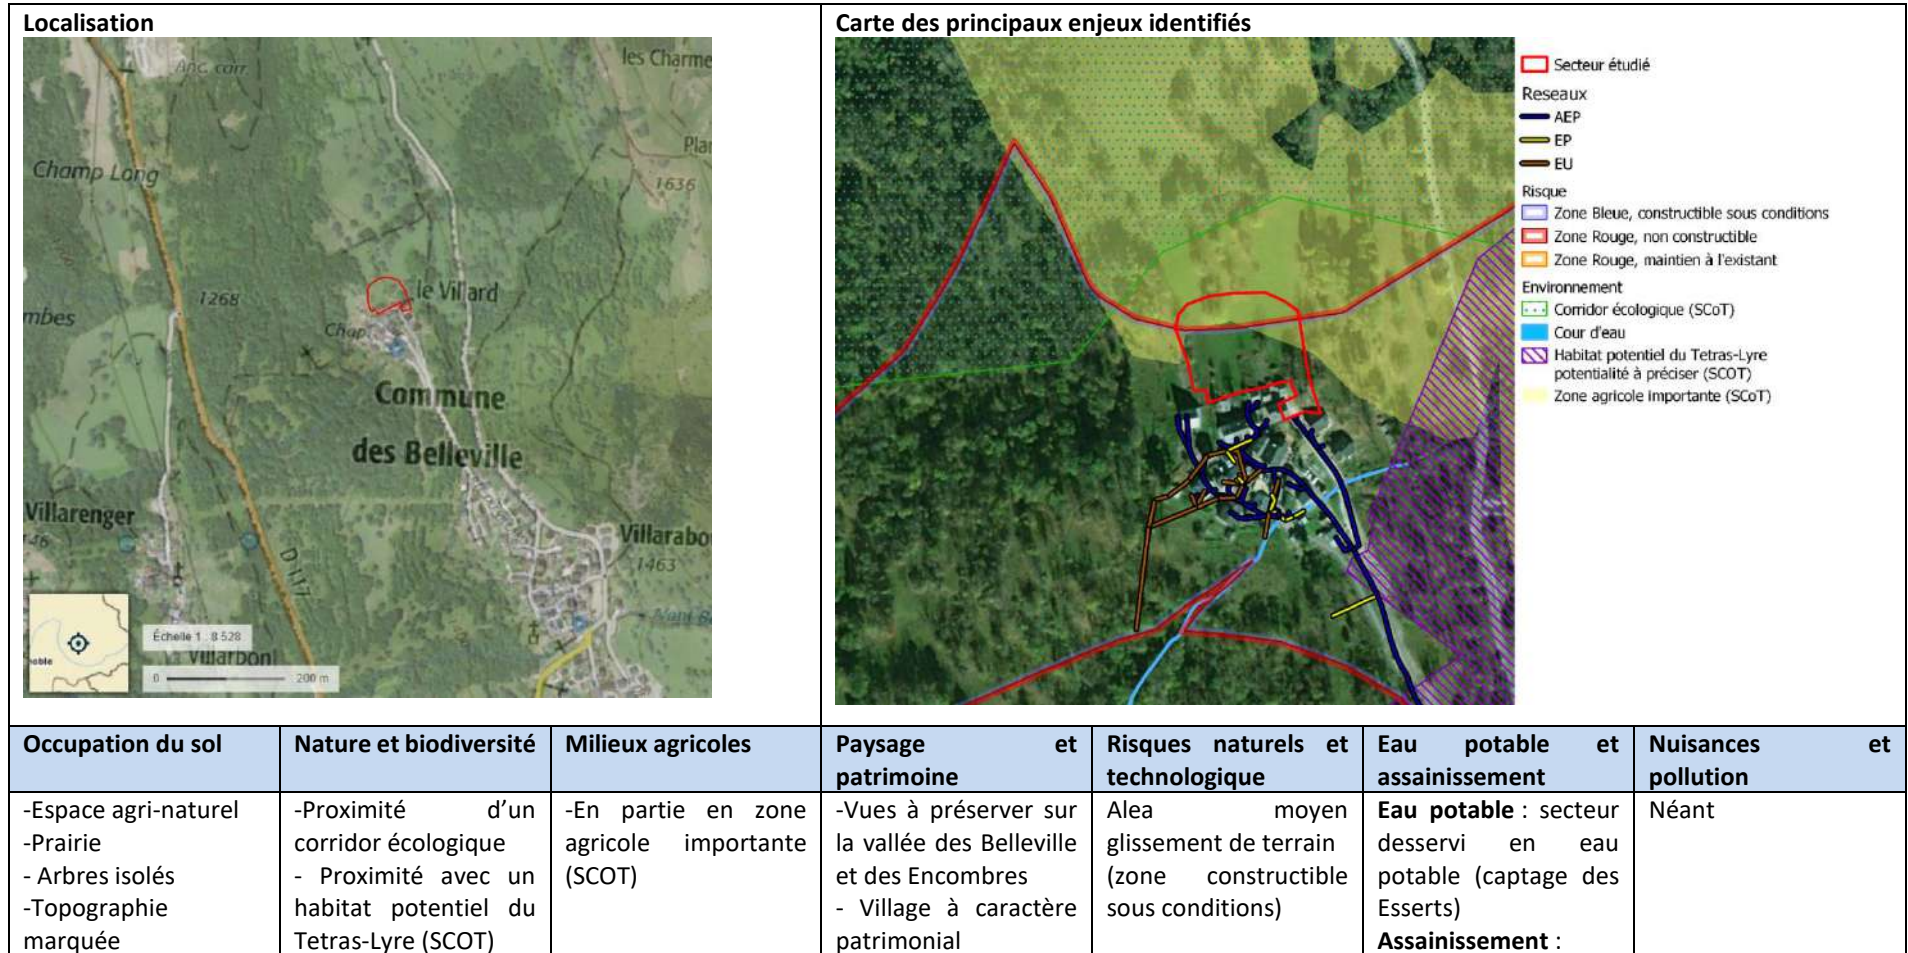 Localisation
Anc. carr.
les Charme
Champ Long
Plan
1636
1268
le Villard
mbes
Chap.
Commune
des Belleville
Villarenger
Villarabo
46
1463
D117
Échelle 1 : 8 528
Villarbon
noble
0 200 m
Carte des principaux enjeux identifiés
Secteur étudié
Reseaux
AEP
EP
EU
Risque
Zone Bleue, constructible sous conditions
Zone Rouge, non constructible
Zone Rouge, maintien à l'existant
Environnement
Corridor écologique (SCoT)
Cour d'eau
Habitat potentiel du Tetras-Lyre
potentialité à préciser (SCOT)
Zone agricole importante (SCoT)
Occupation du sol
-Espace agri-naturel
-Prairie
- Arbres isolés
-Topographie
marquée
Nature et biodiversité
-Proximité d’un
corridor écologique
- Proximité avec un
habitat potentiel du
Tetras-Lyre (SCOT)
Milieux agricoles
-En partie en zone
agricole importante
(SCOT)
Paysage et
patrimoine
-Vues à préserver sur
la vallée des Belleville
et des Encombres
- Village à caractère
patrimonial
Risques naturels et
technologique
Alea moyen
glissement de terrain
(zone constructible
sous conditions)
Eau potable et
assainissement
Eau potable : secteur
desservi en eau
potable (captage des
Esserts)
Assainissement :
Nuisances et
pollution
Néant